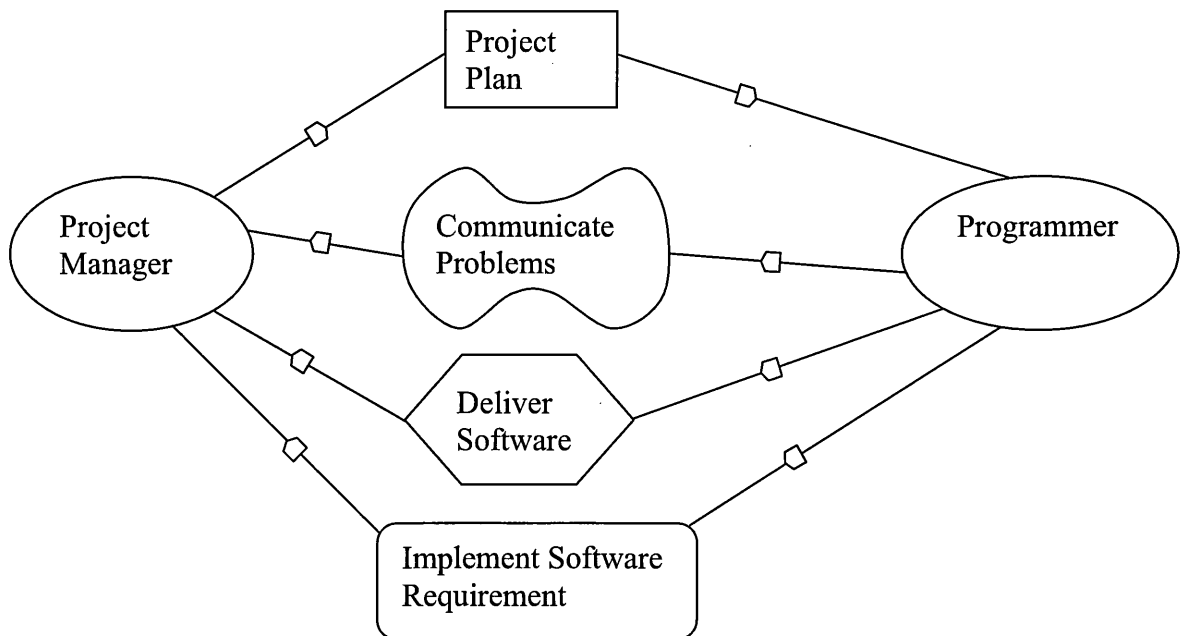 Project
Plan
Project
Manager
Communicate
Problems
Programmer
Deliver
Software
Implement Software
Requirement